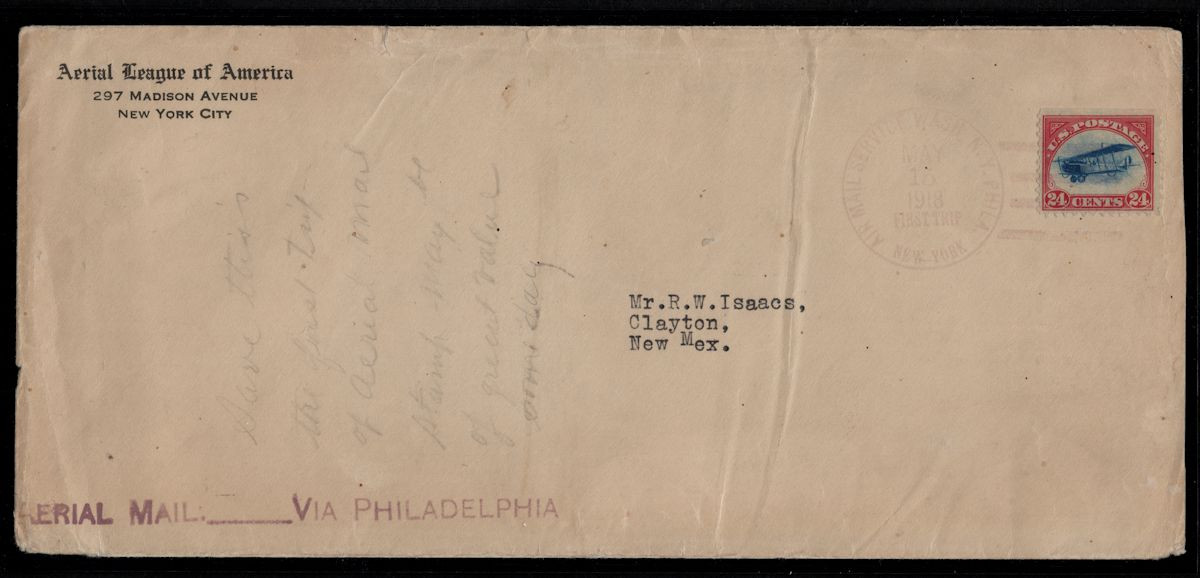 Aerial League of America
297 MADISON AVENUE
NEW YORK CITY
AIR MAIL SERVICE WASH. N.Y. PHILA.
MAY
1918
FIRST TRIP
NEW YORK
U.S. POSTAGE
24 CENTS 24
Mr.R.W.Isaacs,
Clayton,
New Mex.
Save this
the first trip
of aerial mail
stamp may be
of great value
some day
AERIAL MAIL. VIA PHILADELPHIA